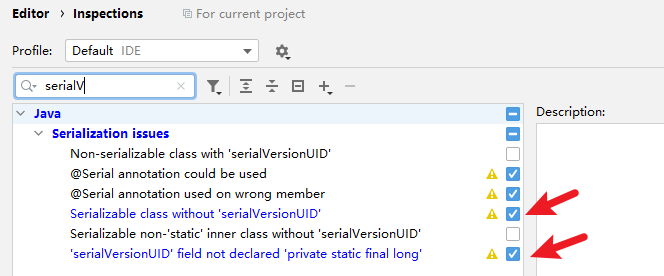 Editor › Inspections For current project
Profile: Default IDE
serialV
Java
Description:
Serialization issues
Non-serializable class with 'serialVersionUID'
@Serial annotation could be used
@Serial annotation used on wrong member
Serializable class without 'serialVersionUID'
Serializable non-'static' inner class without 'serialVersionUID'
'serialVersionUID' field not declared 'private static final long'